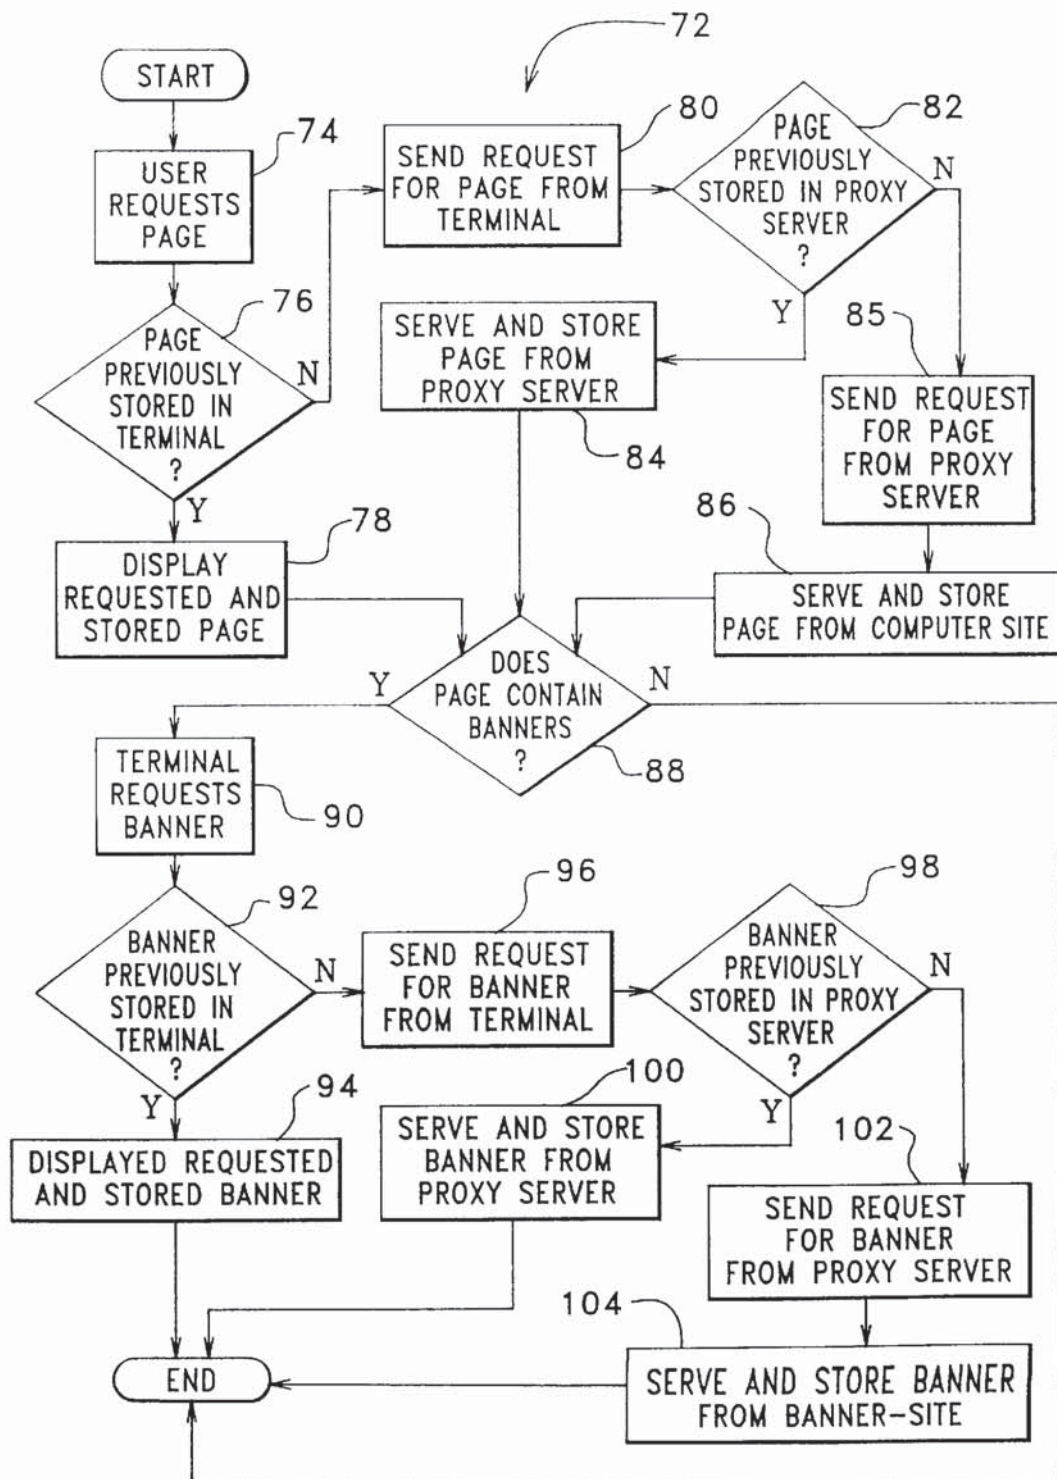 72
START
74
USER
REQUESTS
PAGE
76
PAGE
PREVIOUSLY
STORED IN
TERMINAL
?
N
Y
78
DISPLAY
REQUESTED AND
STORED PAGE
80
SEND REQUEST
FOR PAGE FROM
TERMINAL
82
PAGE
PREVIOUSLY
STORED IN PROXY
SERVER
?
N
Y
SERVE AND STORE
PAGE FROM
PROXY SERVER
84
85
SEND REQUEST
FOR PAGE
FROM PROXY
SERVER
86
SERVE AND STORE
PAGE FROM COMPUTER SITE
DOES
PAGE CONTAIN
BANNERS
?
Y
N
88
TERMINAL
REQUESTS
BANNER
90
92
BANNER
PREVIOUSLY
STORED IN
TERMINAL
?
N
Y
94
DISPLAYED REQUESTED
AND STORED BANNER
96
SEND REQUEST
FOR BANNER
FROM TERMINAL
98
BANNER
PREVIOUSLY
STORED IN PROXY
SERVER
?
N
Y
100
SERVE AND STORE
BANNER FROM
PROXY SERVER
102
SEND REQUEST
FOR BANNER
FROM PROXY SERVER
104
SERVE AND STORE BANNER
FROM BANNER-SITE
END